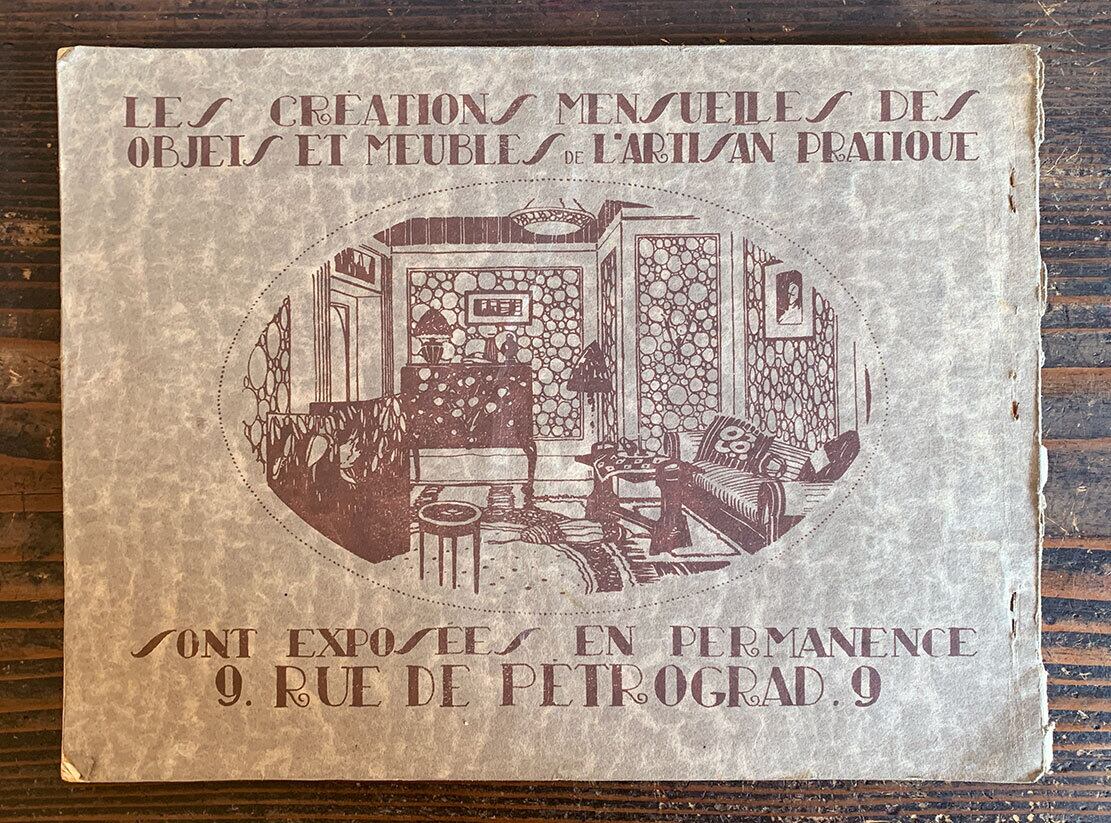 LES CRÉATIONS MENSUELLES DES
OBJETS ET MEUBLES DE L'ARTISAN PRATIQUE
SONT EXPOSÉES EN PERMANENCE
9. RUE DE PÉTROGRAD. 9